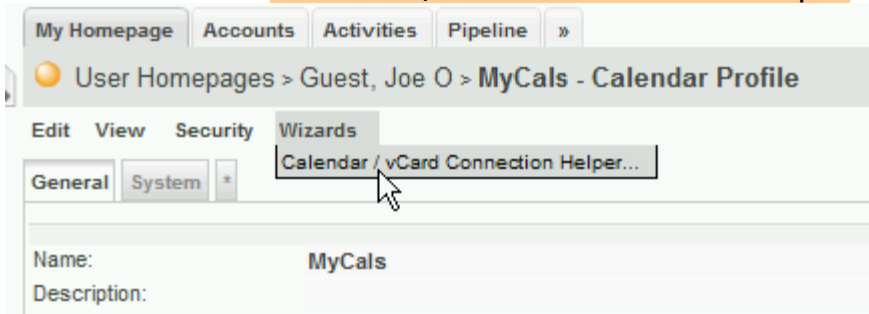 My Homepage Accounts Activities Pipeline »
User Homepages > Guest, Joe O > MyCals - Calendar Profile
Edit View Security Wizards
Calendar / vCard Connection Helper...
General System *
Name: MyCals
Description: